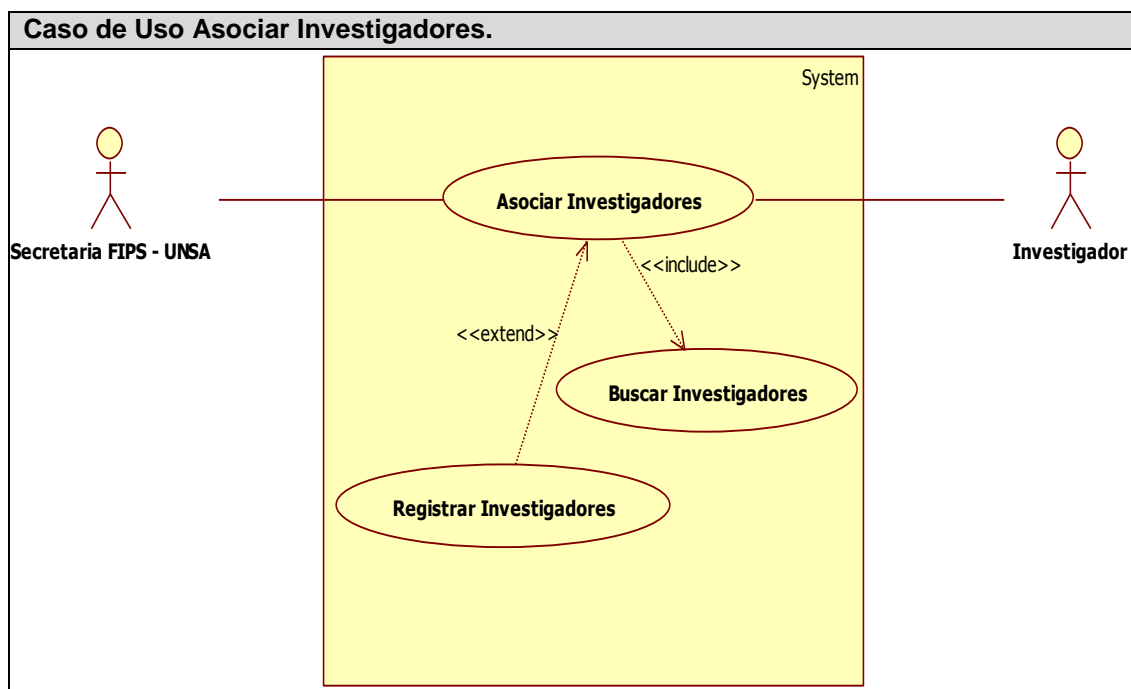 Caso de Uso Asociar Investigadores.
System
Asociar Investigadores
Secretaria FIPS - UNSA
Investigador
<<include>>
<<extend>>
Buscar Investigadores
Registrar Investigadores